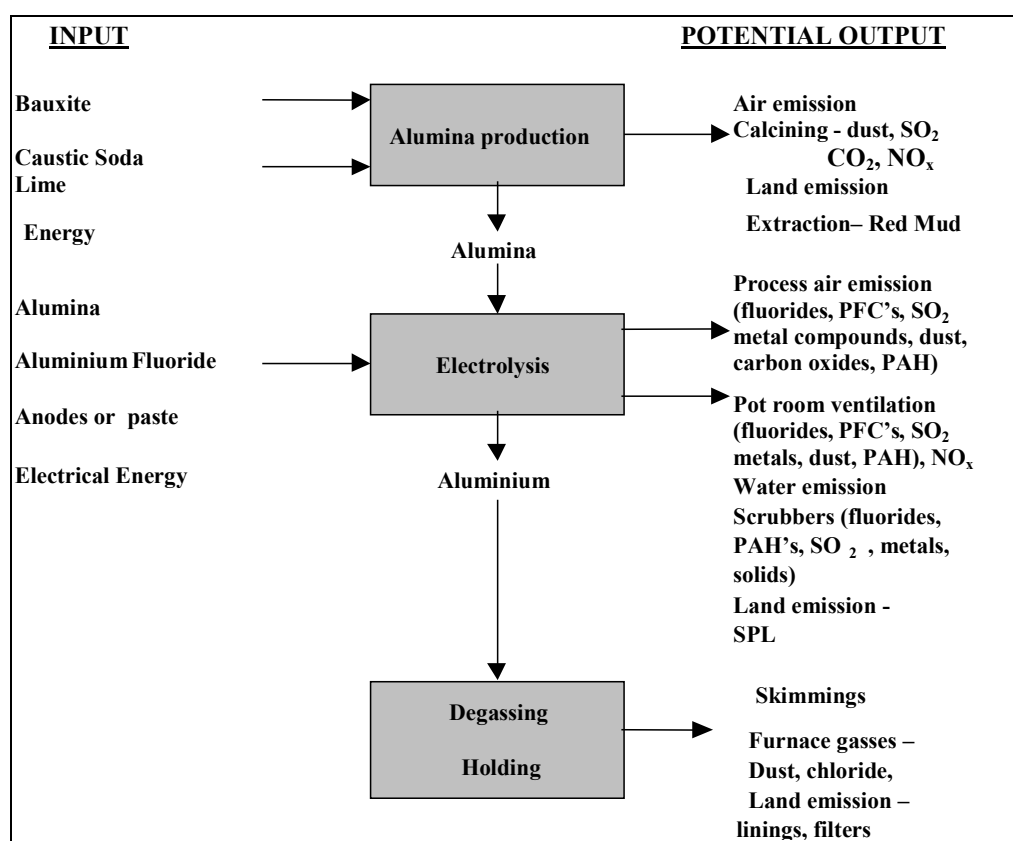 INPUT
POTENTIAL OUTPUT
Bauxite
Caustic Soda
Lime
Energy
Alumina production
Air emission
Calcining - dust, SO₂
CO₂, NOₓ
Land emission
Extraction– Red Mud
Alumina
Alumina
Aluminium Fluoride
Anodes or paste
Electrical Energy
Electrolysis
Process air emission
(fluorides, PFC’s, SO₂
metal compounds, dust,
carbon oxides, PAH)
Pot room ventilation
(fluorides, PFC’s, SO₂
metals, dust, PAH), NOₓ
Water emission
Scrubbers (fluorides,
PAH’s, SO ₂ , metals,
solids)
Land emission -
SPL
Aluminium
Degassing
Holding
Skimmings
Furnace gasses –
Dust, chloride,
Land emission –
linings, filters